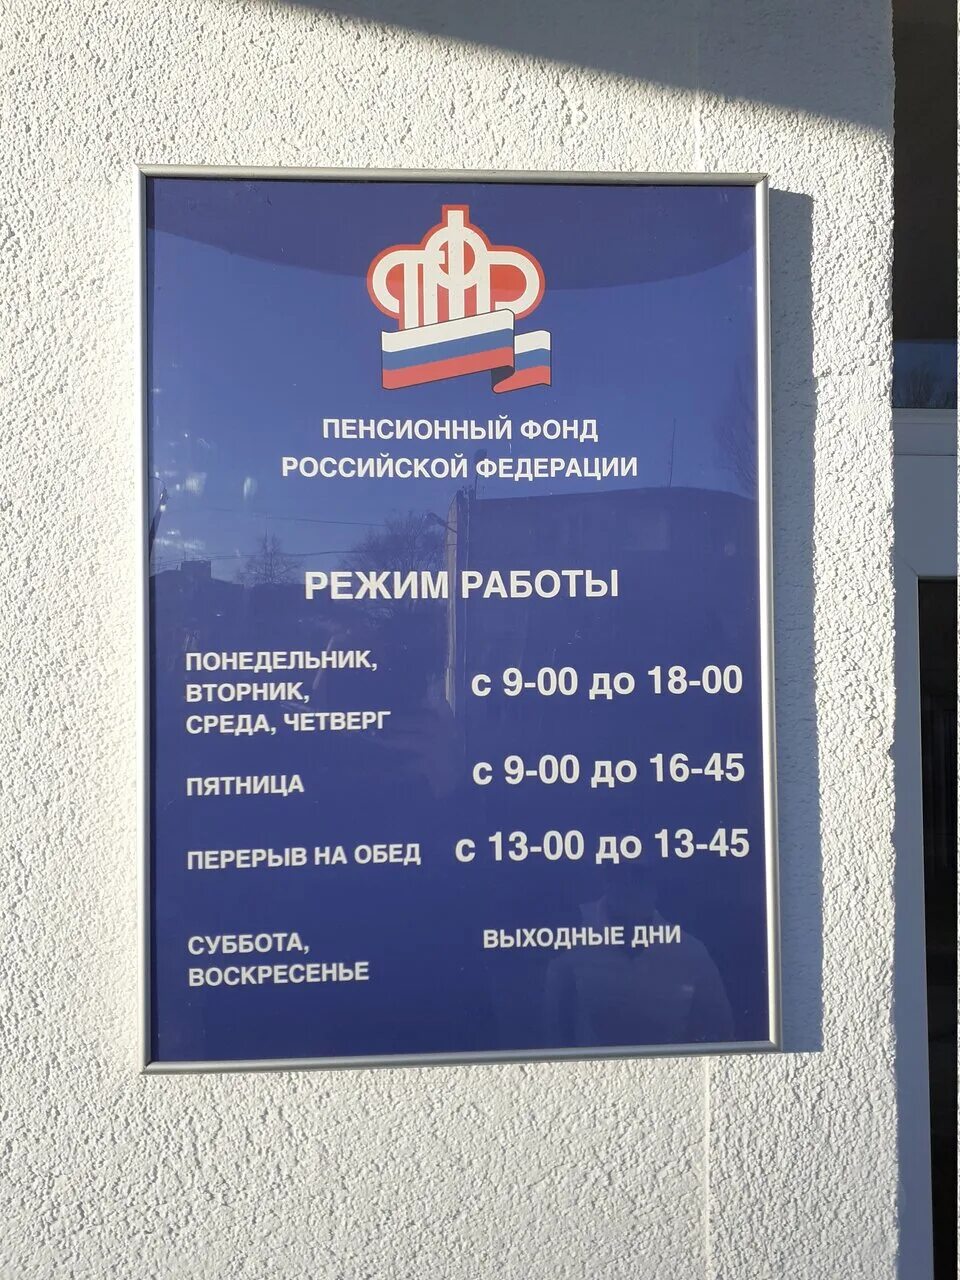 ПЕНСИОННЫЙ ФОНД
РОССИЙСКОЙ ФЕДЕРАЦИИ
РЕЖИМ РАБОТЫ
ПОНЕДЕЛЬНИК,
ВТОРНИК,
СРЕДА, ЧЕТВЕРГ
с 9-00 до 18-00
ПЯТНИЦА с 9-00 до 16-45
ПЕРЕРЫВ НА ОБЕД с 13-00 до 13-45
СУББОТА,
ВОСКРЕСЕНЬЕ
ВЫХОДНЫЕ ДНИ